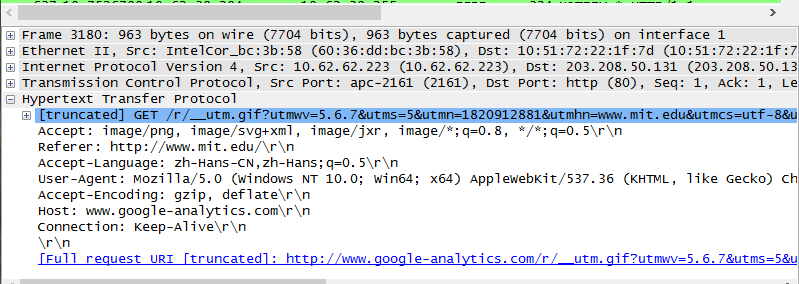 Frame 3180: 963 bytes on wire (7704 bits), 963 bytes captured (7704 bits) on interface 1
Ethernet II, Src: IntelCor_bc:3b:58 (60:36:dd:bc:3b:58), Dst: 10:51:72:22:1f:7d (10:51:72:22:1f:7
Internet Protocol Version 4, Src: 10.62.62.223 (10.62.62.223), Dst: 203.208.50.131 (203.208.50.13
Transmission Control Protocol, Src Port: apc-2161 (2161), Dst Port: http (80), Seq: 1, Ack: 1, Le
Hypertext Transfer Protocol
[truncated] GET /r/__utm.gif?utmwv=5.6.7&utms=5&utmn=1820912881&utmhn=www.mit.edu&utmcs=utf-8&u
Accept: image/png, image/svg+xml, image/jxr, image/*;q=0.8, */*;q=0.5\r\n
Referer: http://www.mit.edu/\r\n
Accept-Language: zh-Hans-CN,zh-Hans;q=0.5\r\n
User-Agent: Mozilla/5.0 (Windows NT 10.0; Win64; x64) AppleWebKit/537.36 (KHTML, like Gecko) Ch
Accept-Encoding: gzip, deflate\r\n
Host: www.google-analytics.com\r\n
Connection: Keep-Alive\r\n
\r\n
[Full request URI [truncated]: http://www.google-analytics.com/r/__utm.gif?utmwv=5.6.7&utms=5&u